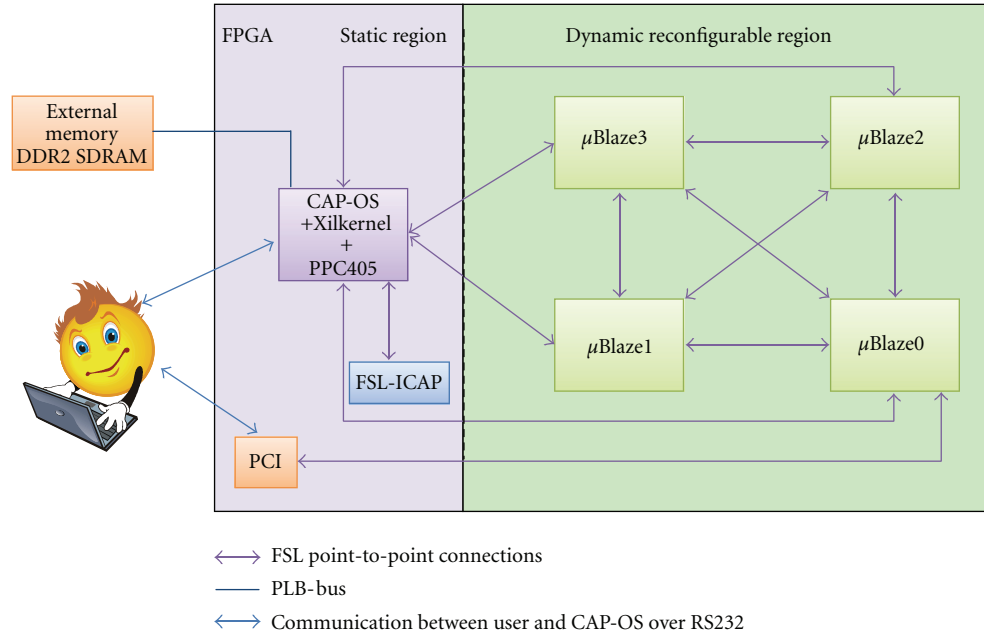 FPGA
Static region
Dynamic reconfigurable region
External
memory
DDR2 SDRAM
µBlaze3
µBlaze2
CAP-OS
+Xilkernel
+
PPC405
µBlaze1
µBlaze0
FSL-ICAP
PCI
FSL point-to-point connections
PLB-bus
Communication between user and CAP-OS over RS232